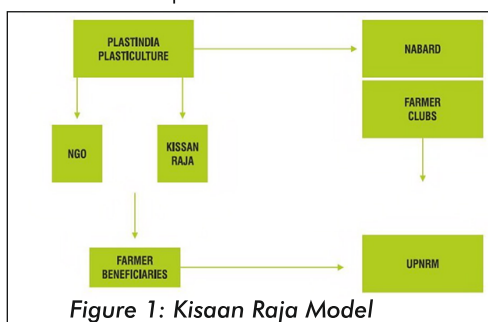 PLASTINDIA
PLASTICULTURE
NABARD
FARMER
CLUBS
NGO
KISSAN
RAJA
FARMER
BENEFICIARIES
UPNRM
Figure 1: Kisaan Raja Model